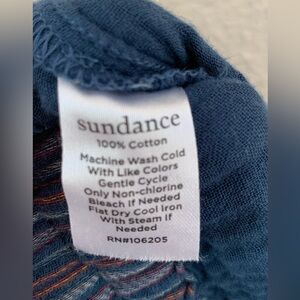 sundance
100% Cotton
Machine Wash Cold
With Like Colors
Gentle Cycle
Only Non-chlorine
Bleach If Needed
Flat Dry Cool Iron
With Steam If
Needed
RN#106205